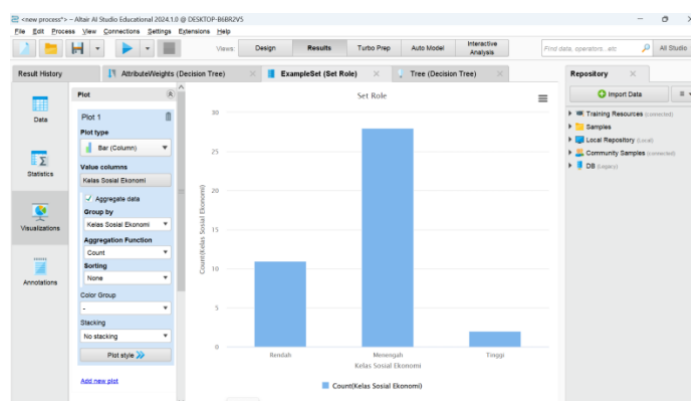 <new process*> – Altair AI Studio Educational 2024.1.0 @ DESKTOP-B6BR2V5
File Edit Process View Connections Settings Extensions Help
Views: Design Results Turbo Prep Auto Model Interactive Analysis
Find data, operators...etc All Studio
Result History
AttributeWeights (Decision Tree)
ExampleSet (Set Role)
Tree (Decision Tree)
Repository
Data
Statistics
Visualizations
Annotations
Plot
Plot 1
Plot type
Bar (Column)
Value columns
Kelas Sosial Ekonomi
Aggregate data
Group by
Kelas Sosial Ekonomi
Aggregation Function
Count
Sorting
None
Color Group
-
Stacking
No stacking
Plot style
Add new plot
Set Role
Count(Kelas Sosial Ekonomi)
30
25
20
15
10
5
0
Rendah Menengah Tinggi
Kelas Sosial Ekonomi
Count(Kelas Sosial Ekonomi)
Import Data
Training Resources (connected)
Samples
Local Repository (Local)
Community Samples (connected)
DB (Legacy)